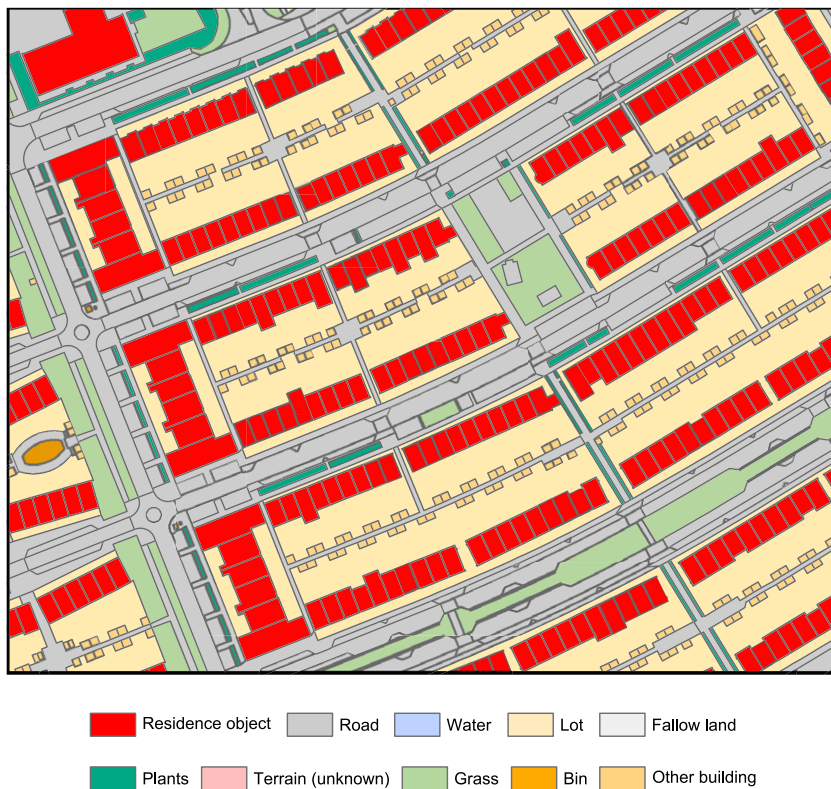 Residence object Road Water Lot Fallow land
Plants Terrain (unknown) Grass Bin Other building